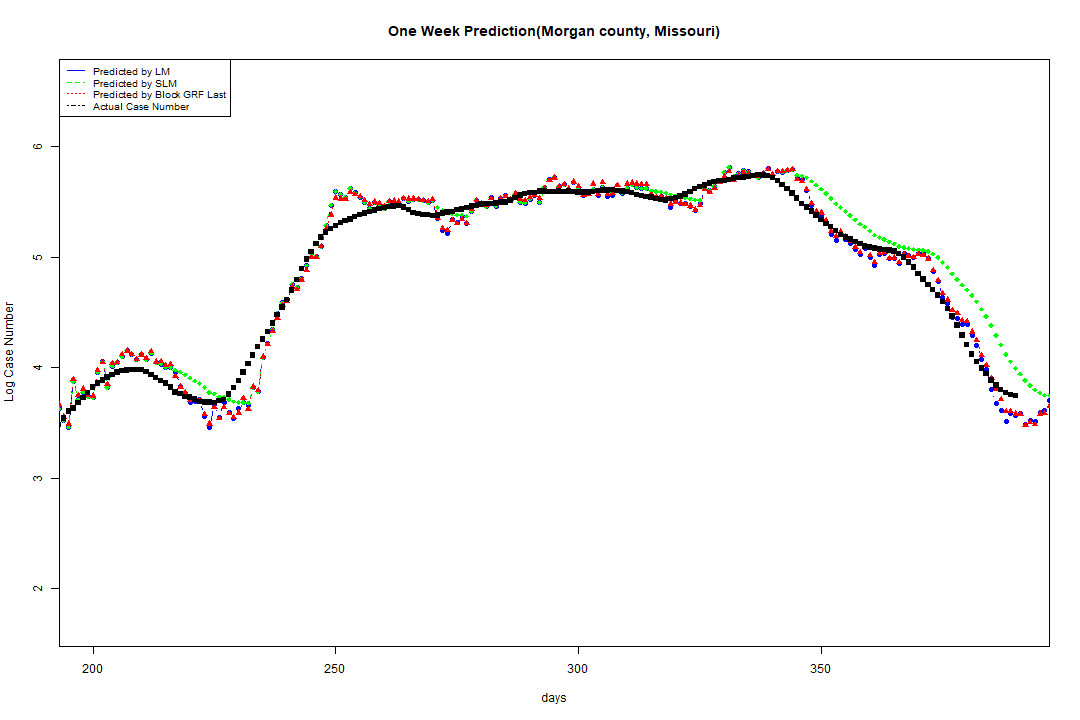 One Week Prediction(Morgan county, Missouri)
Predicted by LM
Predicted by SLM
Predicted by Block GRF Last
Actual Case Number
6
5
4
3
2
Log Case Number
200
250
300
350
days